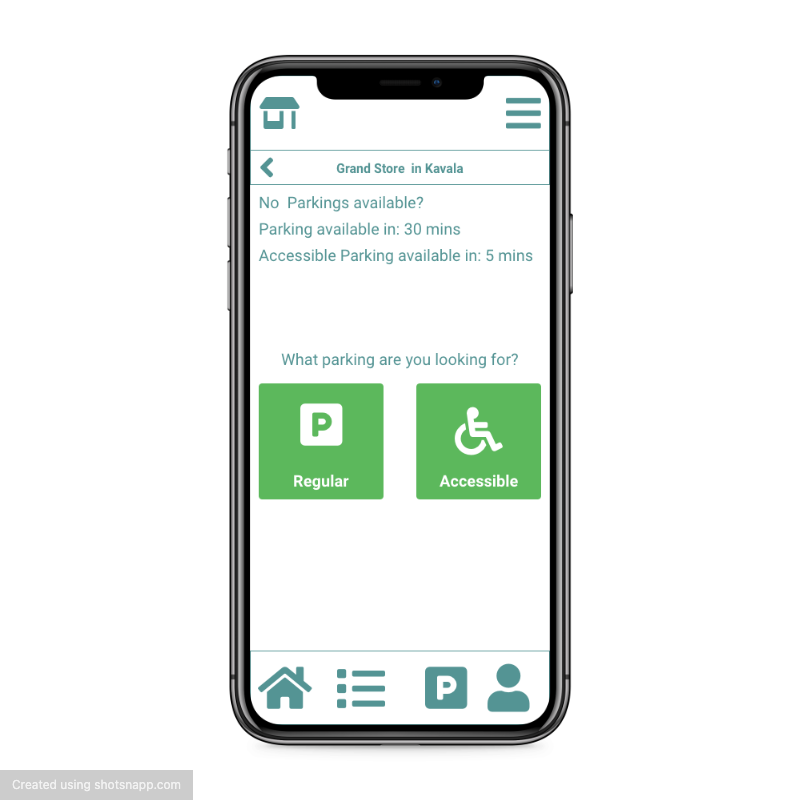 Grand Store  in Kavala
No  Parkings available?
Parking available in: 30 mins
Accessible Parking available in: 5 mins
What parking are you looking for?
P
Regular
Accessible
P
Created using shotsnapp.com